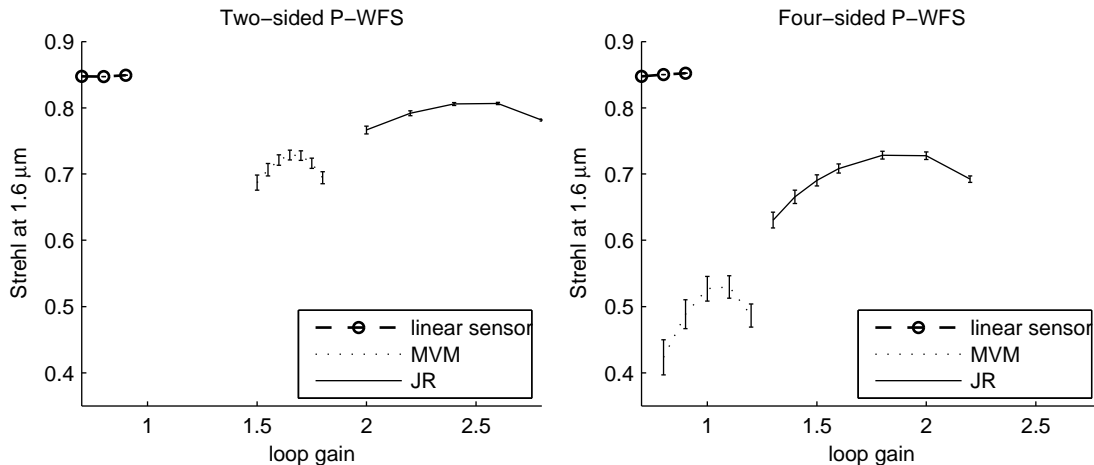 Two−sided P−WFS
0.9
0.8
0.7
0.6
0.5
0.4
Strehl at 1.6 μm
linear sensor
MVM
JR
1
1.5
2
2.5
loop gain
Four−sided P−WFS
0.9
0.8
0.7
0.6
0.5
0.4
Strehl at 1.6 μm
linear sensor
MVM
JR
1
1.5
2
2.5
loop gain